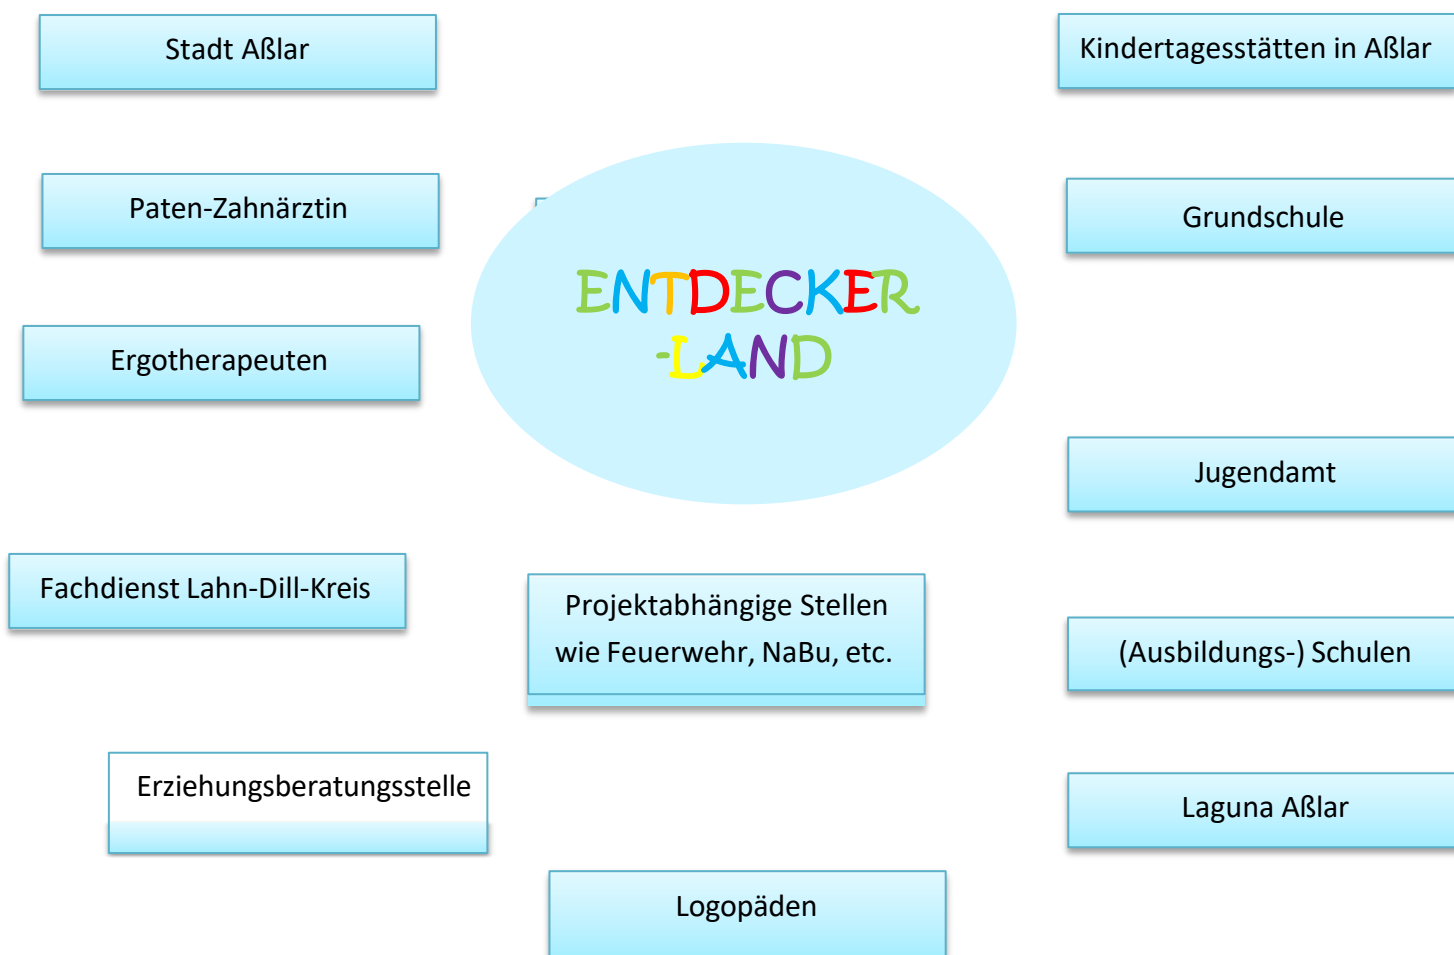 Stadt Aßlar
Kindertagesstätten in Aßlar
Paten-Zahnärztin
Grundschule
ENTDECKER
-LAND
Ergotherapeuten
Jugendamt
Fachdienst Lahn-Dill-Kreis
Projektabhängige Stellen
wie Feuerwehr, NaBu, etc.
(Ausbildungs-) Schulen
Erziehungsberatungsstelle
Laguna Aßlar
Logopäden